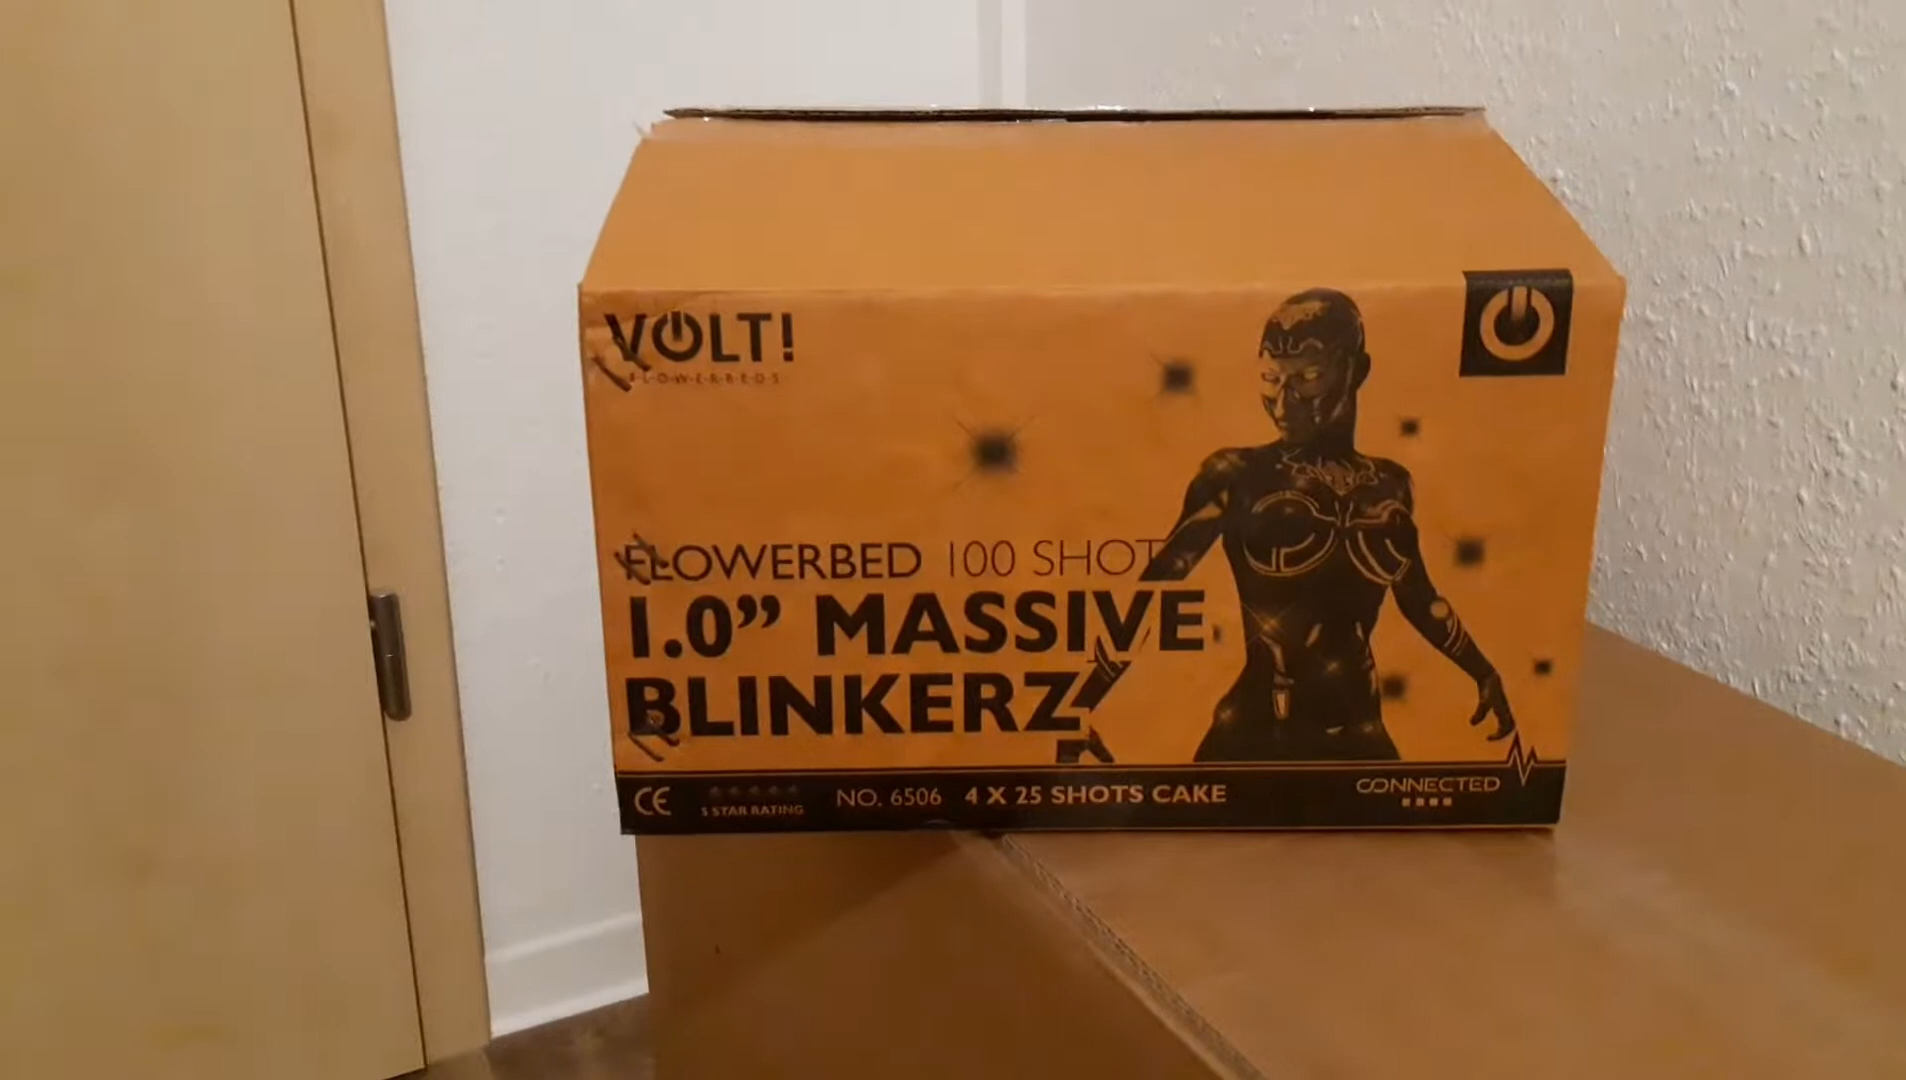 VOLT!
FLOWERBEDS
FLOWERBED 100 SHOT
1.0” MASSIVE
BLINKERZ
CE 5 STAR RATING NO. 6506 4 X 25 SHOTS CAKE CONNECTED